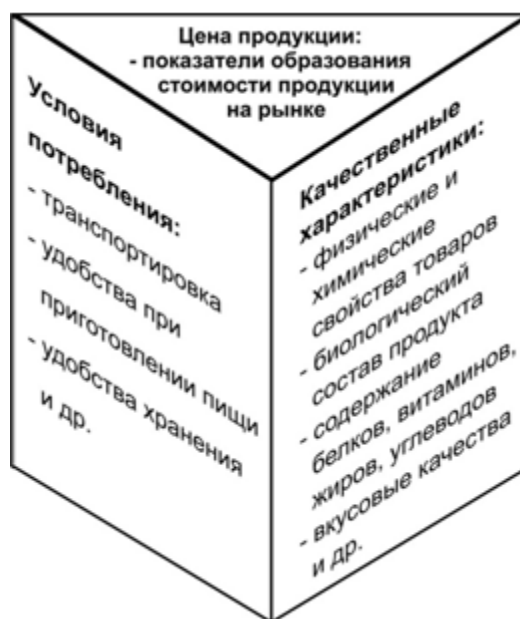 Цена продукции:
- показатели образования
стоимости продукции
на рынке
Условия
потребления:
- транспортировка
- удобства при
приготовлении пищи
- удобства хранения
и др.
Качественные
характеристики:
- физические и
химические
свойства товаров
- биологический
состав продукта
- содержание
белков, витаминов,
жиров, углеводов
- вкусовые качества
и др.